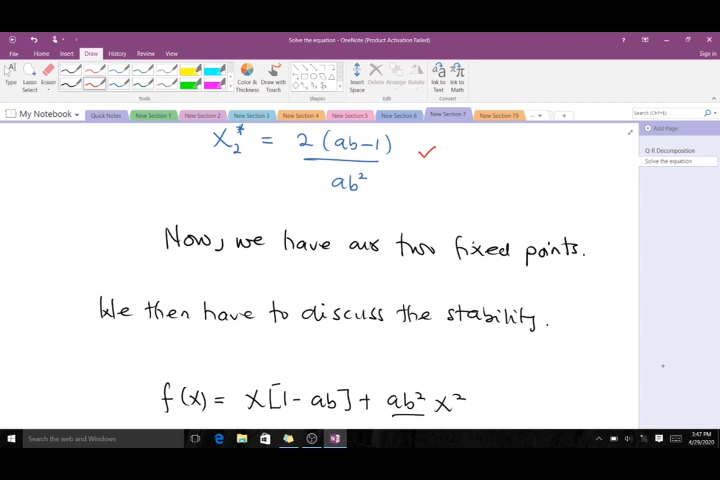 Solve the equation - OneNote (Product Activation Failed)
File Home Insert Draw History Review View
Sign in
Type Lasso Select Eraser Color & Thickness Draw with Touch Shapes Insert Space Delete Arrange Ink to Text Ink to Math
Tools Shapes Edit Convert
My Notebook Quick Notes New Section 1 New Section 2 New Section 3 New Section 4 New Section 5 New Section 6 New Section 7 New Section 79 Search (Ctrl+E)
Add Page
Q-R Decomposition
Solve the equation
X₂* = 2(ab-1)
ab²
Now, we have our two fixed points.
We then have to discuss the stability.
f(x) = X[1-ab] + ab² X²
Search the web and Windows
3:47 PM
4/29/2020